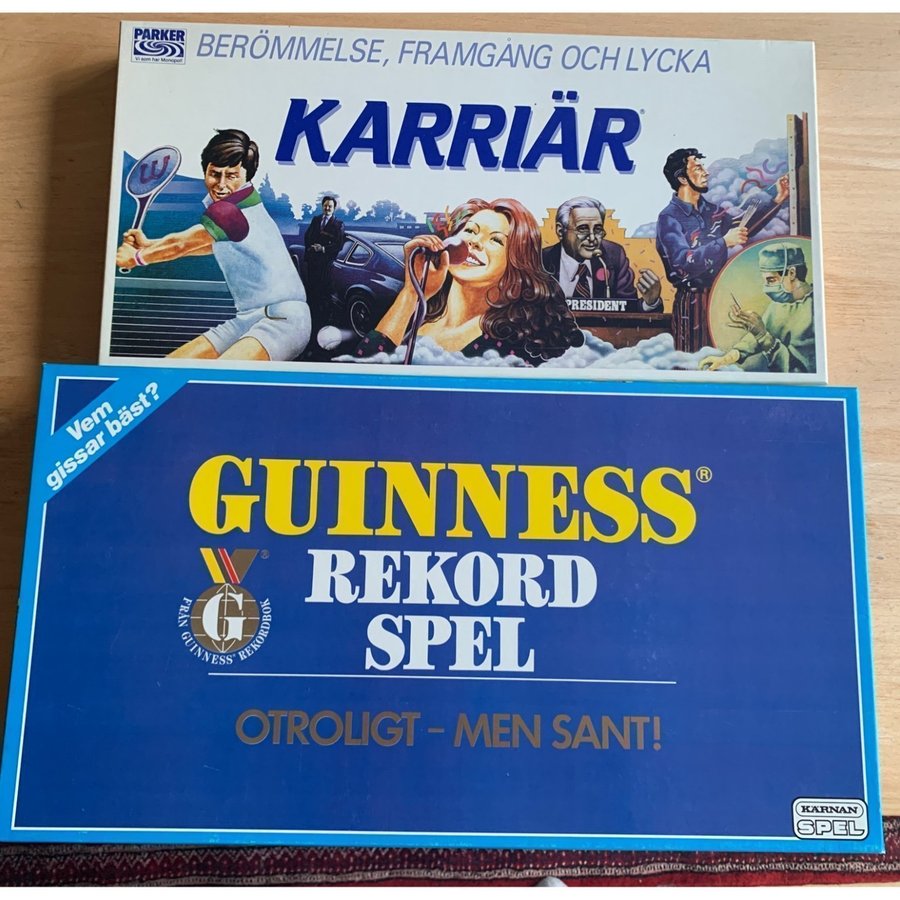 PARKER
Vi som har Monopol!
BERÖMMELSE, FRAMGÅNG OCH LYCKA
KARRIÄR
W
PRESIDENT
Vem
gissar bäst?
GUINNESS®
REKORD
SPEL
G
FRÅN GUINNESS® REKORDBOK
®
OTROLIGT – MEN SANT!
KÄRNAN
SPEL